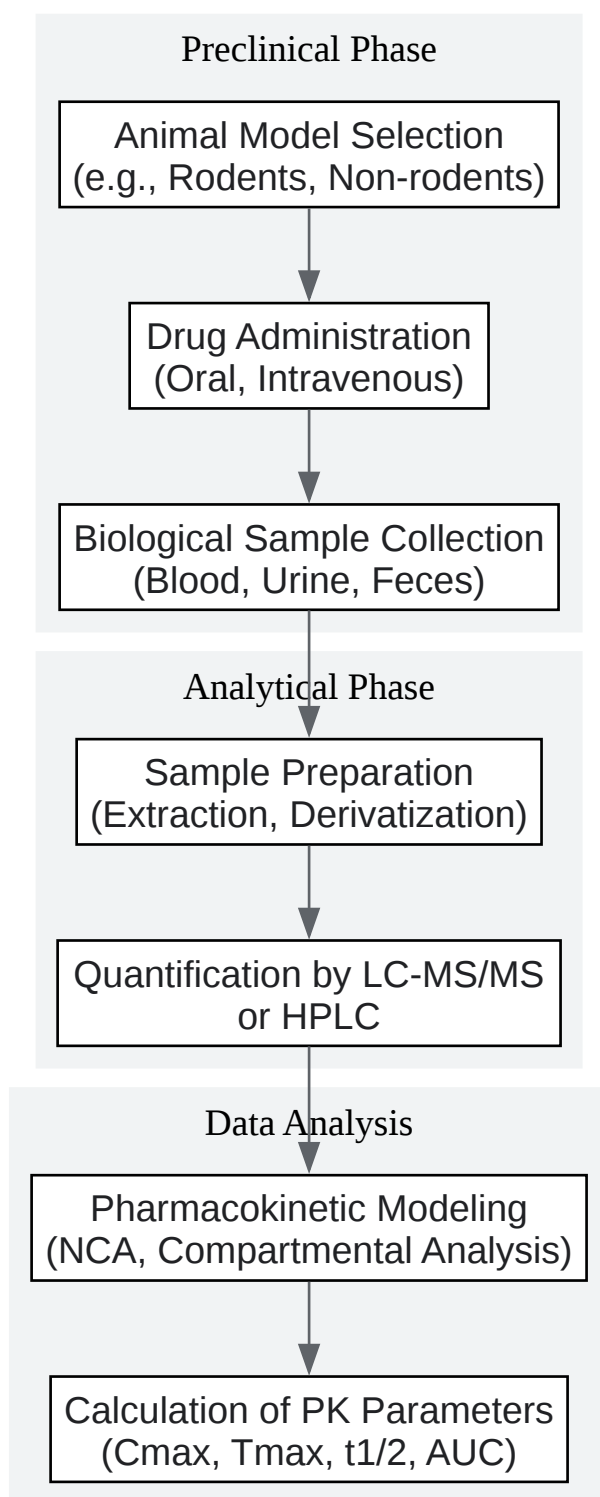 Preclinical Phase
Animal Model Selection
(e.g., Rodents, Non-rodents)
Drug Administration
(Oral, Intravenous)
Biological Sample Collection
(Blood, Urine, Feces)
Analytical Phase
Sample Preparation
(Extraction, Derivatization)
Quantification by LC-MS/MS
or HPLC
Data Analysis
Pharmacokinetic Modeling
(NCA, Compartmental Analysis)
Calculation of PK Parameters
(Cmax, Tmax, t1/2, AUC)